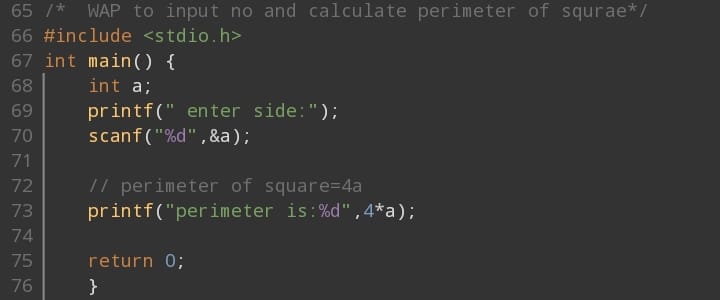 65 /*  WAP to input no and calculate perimeter of squrae*/
66 #include <stdio.h>
67 int main() {
68     int a;
69     printf(" enter side:");
70     scanf("%d",&a);
71
72     // perimeter of square=4a
73     printf("perimeter is:%d",4*a);
74
75     return 0;
76     }